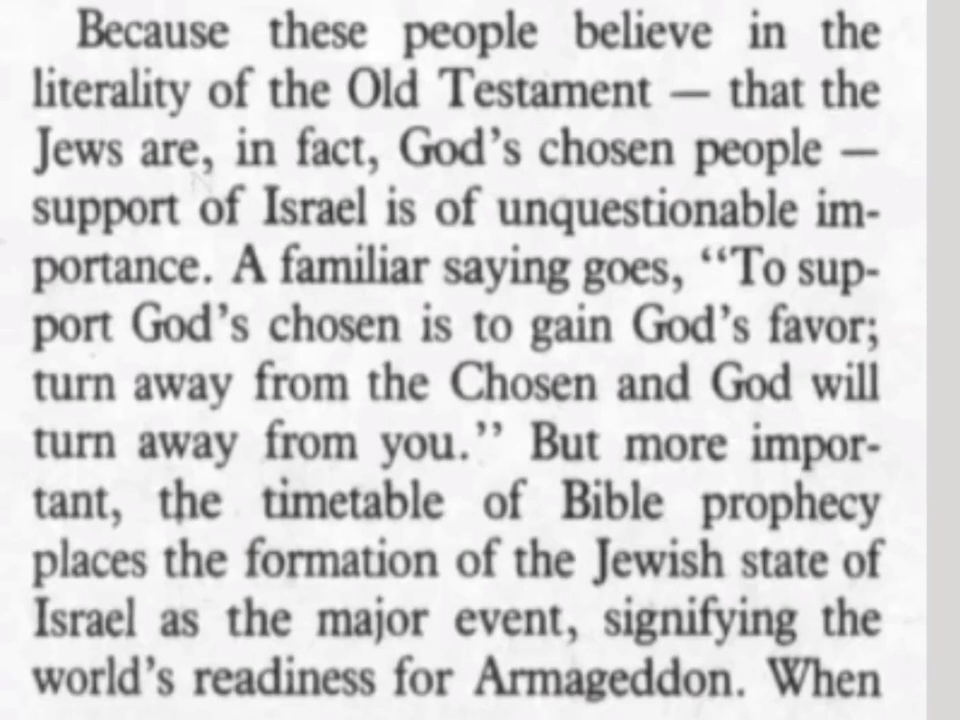 Because these people believe in the
literality of the Old Testament — that the
Jews are, in fact, God's chosen people —
support of Israel is of unquestionable im-
portance. A familiar saying goes, “To sup-
port God's chosen is to gain God's favor;
turn away from the Chosen and God will
turn away from you.” But more impor-
tant, the timetable of Bible prophecy
places the formation of the Jewish state of
Israel as the major event, signifying the
world's readiness for Armageddon. When